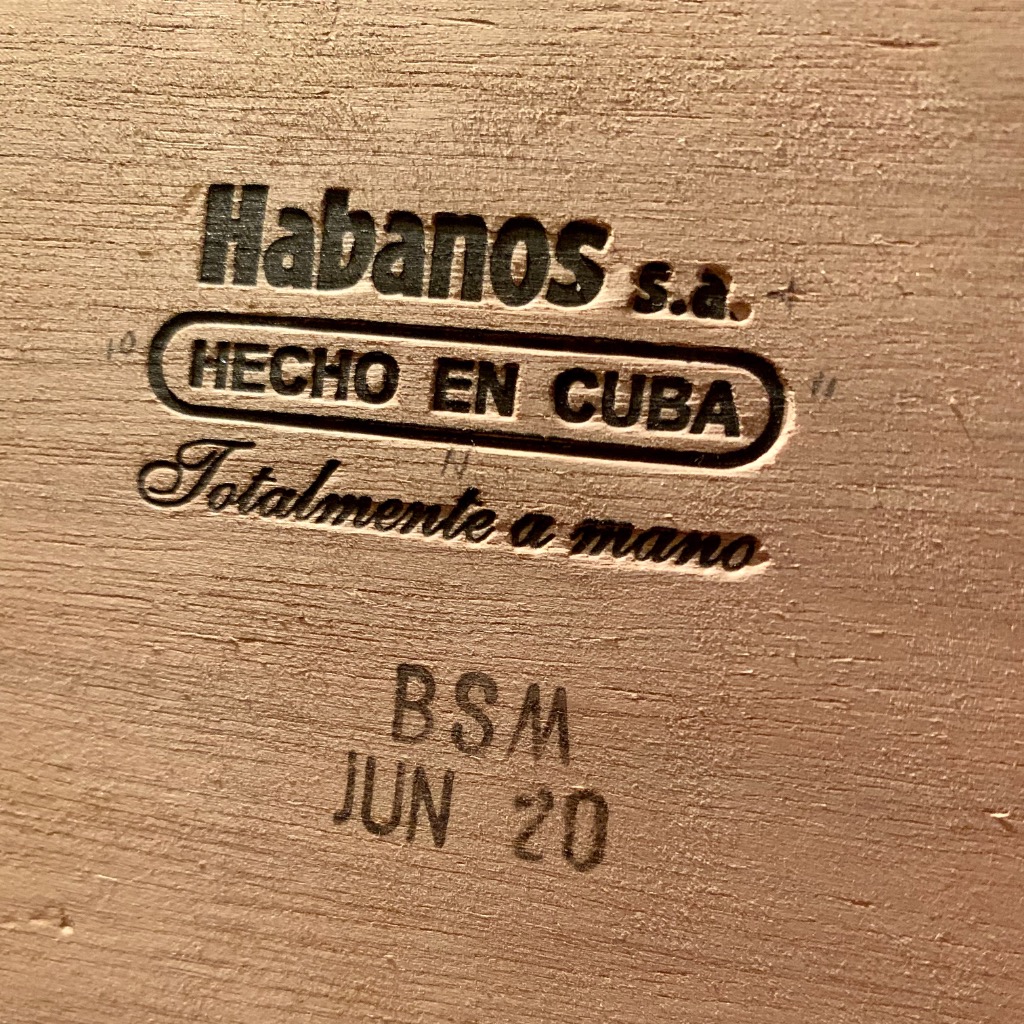 Habanos s.a.
HECHO EN CUBA
Totalmente a mano
BSM
JUN 20